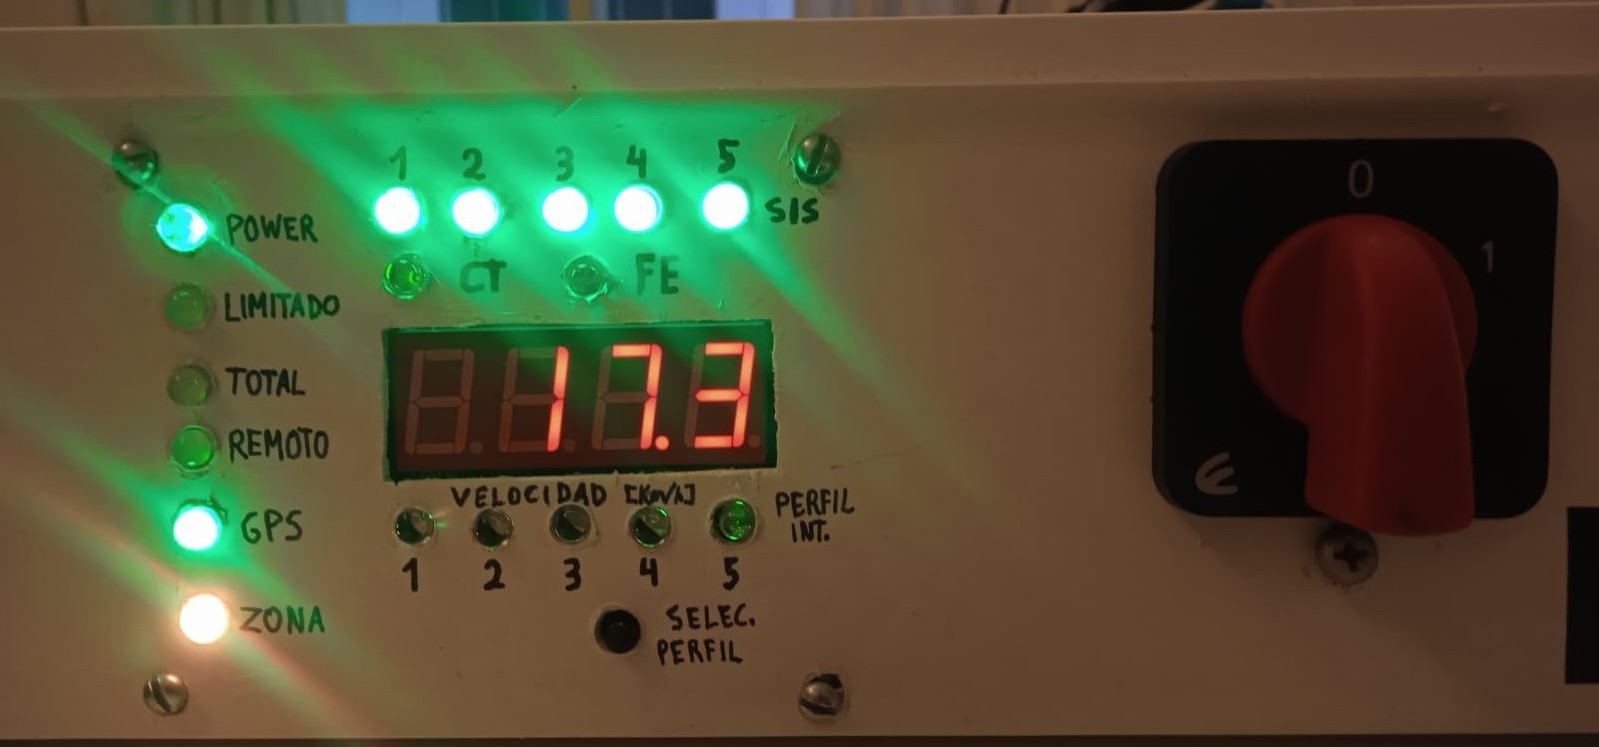 1 2 3 4 5
SIS
POWER
CT FE
LIMITADO
17.3
TOTAL
REMOTO
VELOCIDAD [Km/h]
PERFIL
INT.
GPS
1 2 3 4 5
ZONA
SELEC.
PERFIL
0
1